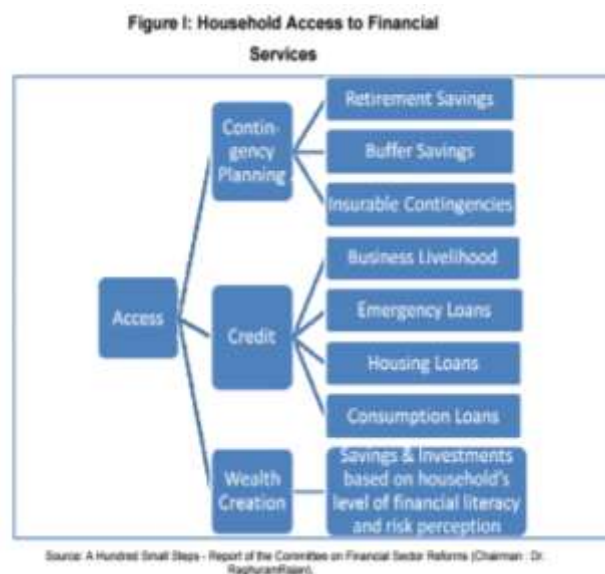 Figure I: Household Access to Financial
Services
Contin-
gency
Planning
Retirement Savings
Buffer Savings
Insurable Contingencies
Access
Credit
Business Livelihood
Emergency Loans
Housing Loans
Consumption Loans
Wealth
Creation
Savings & Investments
based on household's
level of financial literacy
and risk perception
Source: A Hundred Small Steps - Report of the Committee on Financial Sector Reforms (Chairman : Dr.
RaghuramRajan).